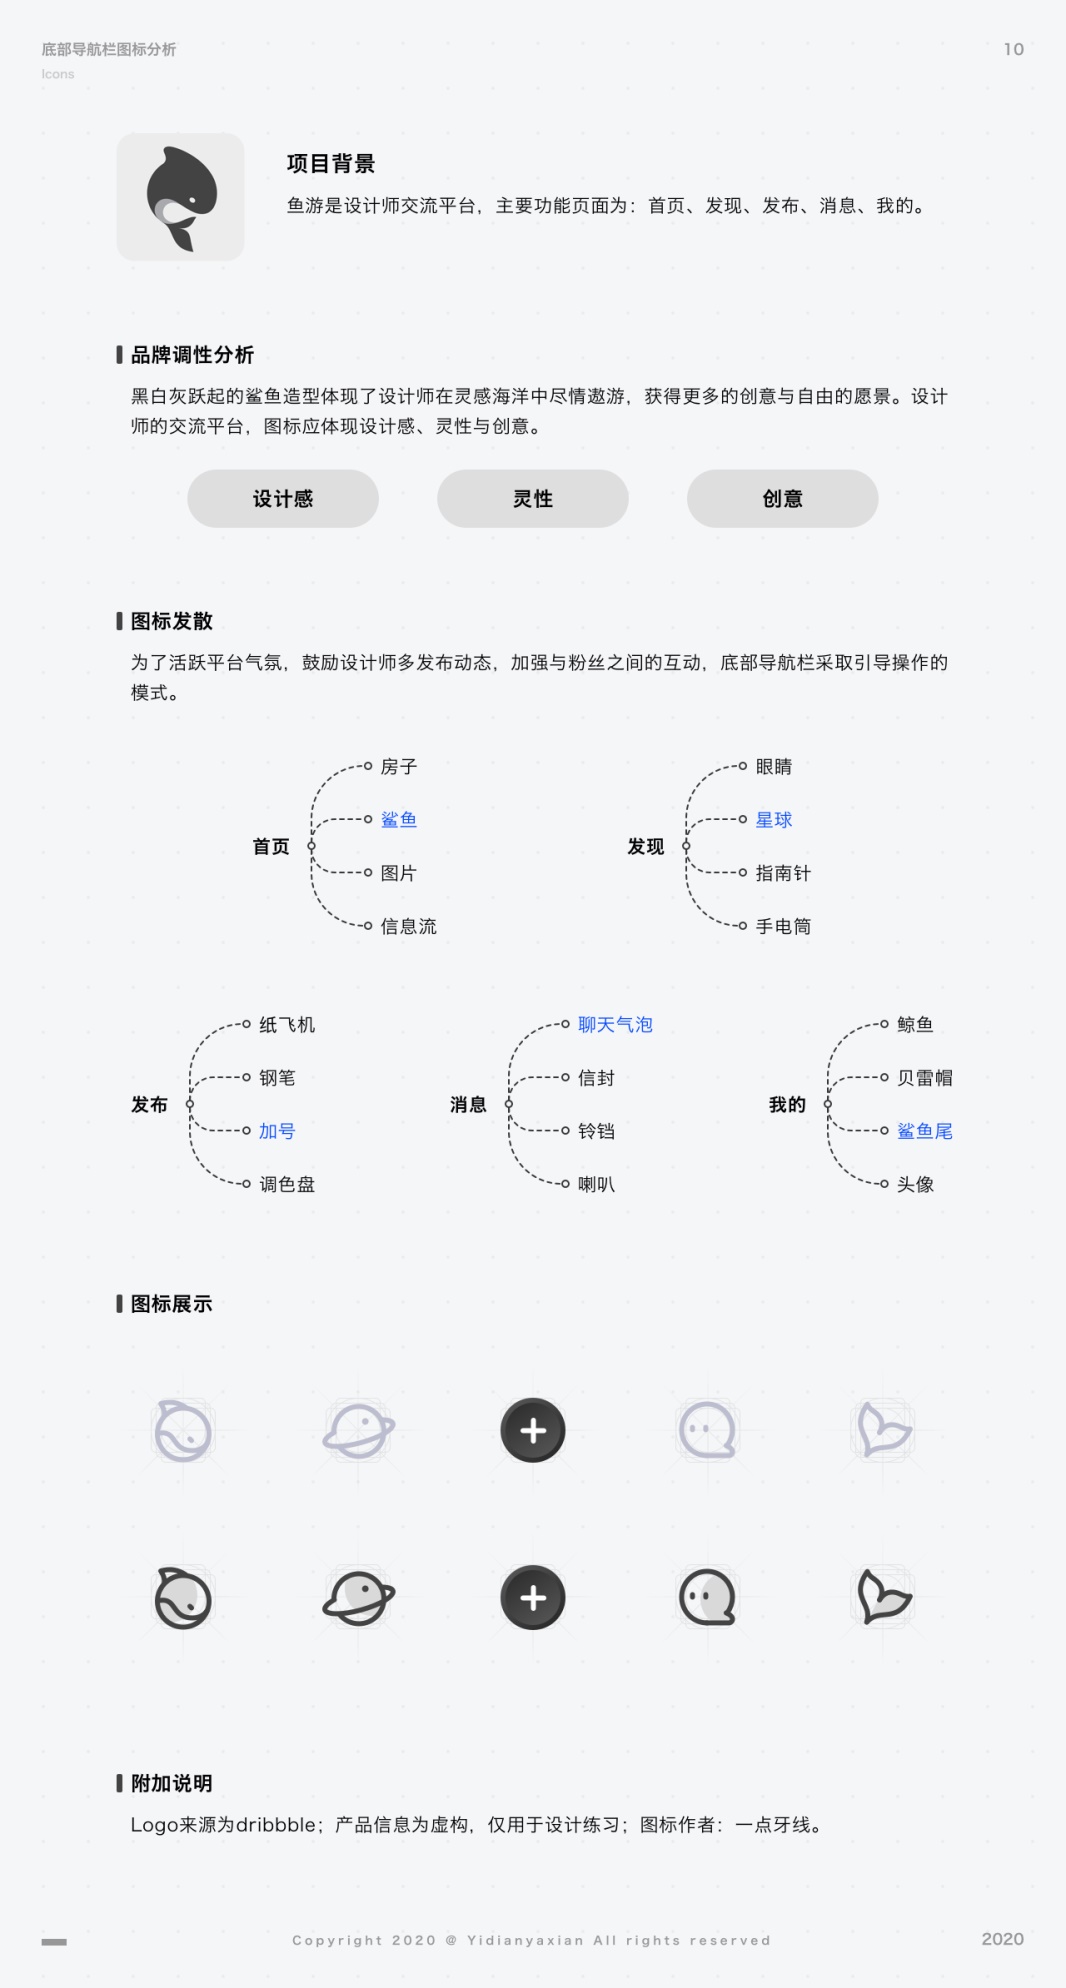 底部导航栏图标分析
10
Icons
项目背景
鱼游是设计师交流平台，主要功能页面为：首页、发现、发布、消息、我的。
品牌调性分析
黑白灰跃起的鲨鱼造型体现了设计师在灵感海洋中尽情遨游，获得更多的创意与自由的愿景。设计
师的交流平台，图标应体现设计感、灵性与创意。
设计感
灵性
创意
图标发散
为了活跃平台气氛，鼓励设计师多发布动态，加强与粉丝之间的互动，底部导航栏采取引导操作的
模式。
首页
房子
鲨鱼
图片
信息流
发现
眼睛
星球
指南针
手电筒
发布
纸飞机
钢笔
加号
调色盘
消息
聊天气泡
信封
铃铛
喇叭
我的
鲸鱼
贝雷帽
鲨鱼尾
头像
图标展示
附加说明
Logo来源为dribbble；产品信息为虚构，仅用于设计练习；图标作者：一点牙线。
Copyright 2020 @ Yidianyaxian All rights reserved
2020